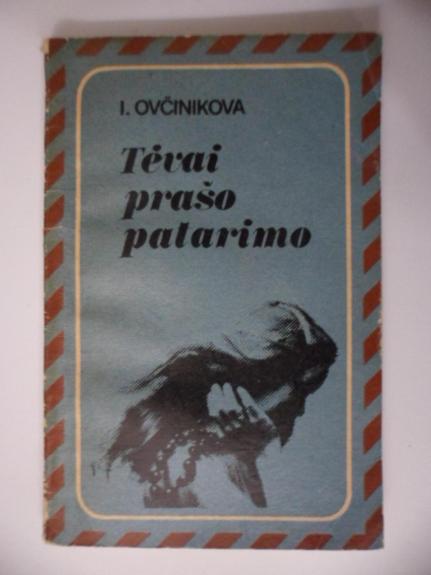 I. OVČINIKOVA
Tėvai
prašo
patarimo